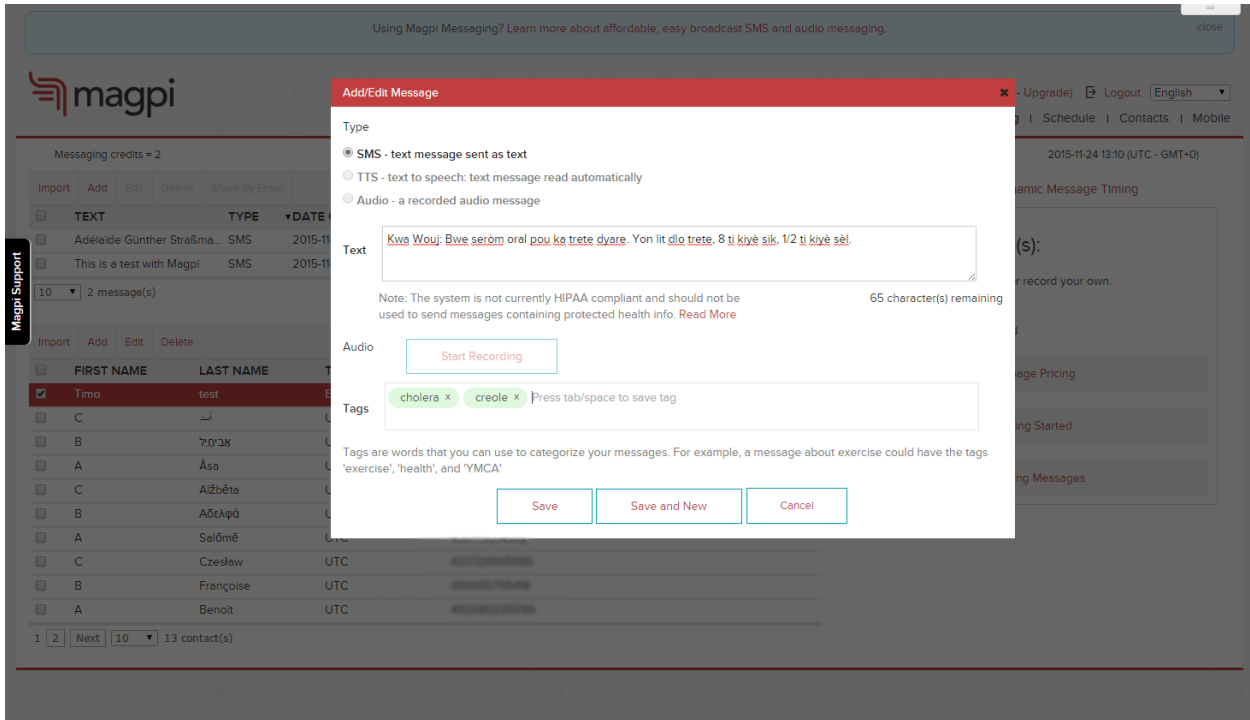 Using Magpi Messaging? Learn more about affordable, easy broadcast SMS and audio messaging.
close
magpi
- Upgrade) Logout English
| Schedule | Contacts | Mobile
Messaging credits = 2
2015-11-24 13:10 (UTC - GMT+0)
Import Add Edit Delete Share by Email
Dynamic Message Timing
TEXT TYPE ▾DATE
Adélaïde Günther Straßma... SMS 2015-11
This is a test with Magpi SMS 2015-11
10 2 message(s)
(s):
r record your own.
Magpi Support
Import Add Edit Delete
FIRST NAME LAST NAME
Timo test
C
B אֲבִימַיִל
A Åsa
C Alžběta
B Αδελφά
A Salōmē
C Czesław UTC
B Françoise UTC
A Benoît UTC
1 2 Next 10 13 contact(s)
Message Pricing
Getting Started
Messages
Add/Edit Message
Type
SMS - text message sent as text
TTS - text to speech: text message read automatically
Audio - a recorded audio message
Text
Kwa Wouj: Bwe seròm oral pou ka trete dyare. Yon lit dlo trete, 8 ti kiyè sik, 1/2 ti kiyè sèl.
Note: The system is not currently HIPAA compliant and should not be
used to send messages containing protected health info. Read More
65 character(s) remaining
Audio
Start Recording
Tags
cholera x creole x Press tab/space to save tag
Tags are words that you can use to categorize your messages. For example, a message about exercise could have the tags
'exercise', 'health', and 'YMCA'
Save Save and New Cancel